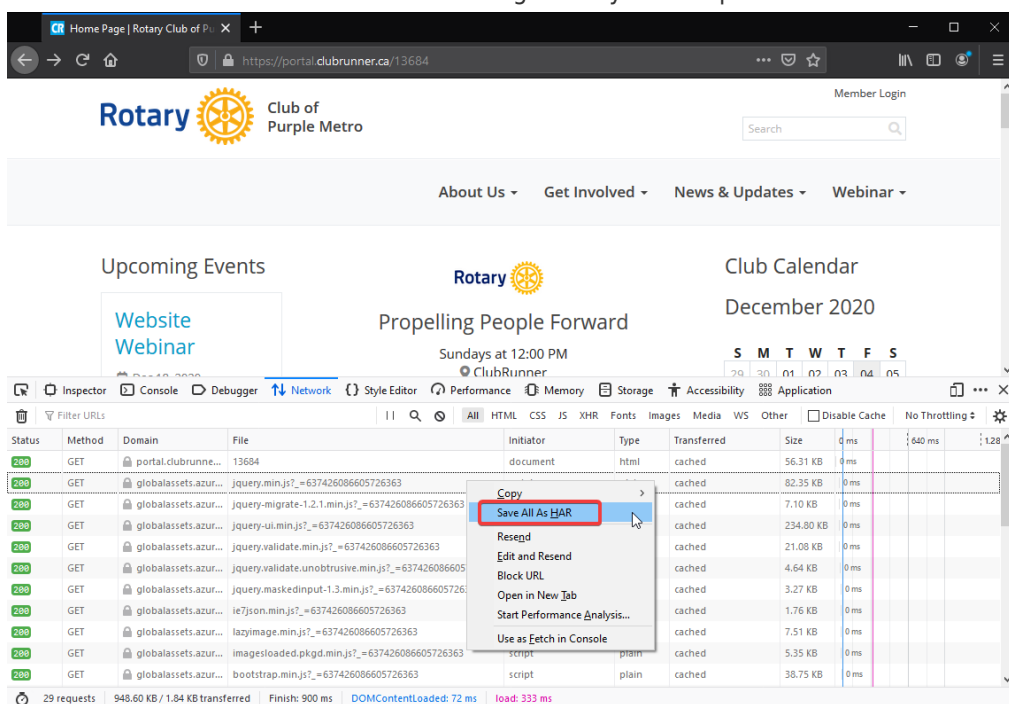 Home Page | Rotary Club of Pu
https://portal.clubrunner.ca/13684
Member Login
Rotary
Club of
Purple Metro
Search
About Us
Get Involved
News & Updates
Webinar
Upcoming Events
Rotary
Club Calendar
Website
Webinar
Propelling People Forward
December 2020
Sundays at 12:00 PM
S M T W T F S
ClubRunner
29 30 01 02 03 04 05
Inspector Console Debugger Network Style Editor Performance Memory Storage Accessibility Application
Filter URLs All HTML CSS JS XHR Fonts Images Media WS Other Disable Cache No Throttling
Status Method Domain File Initiator Type Transferred Size 0 ms 640 ms 1.28
200 GET portal.clubrunne... 13684 document html cached 56.31 KB 0 ms
200 GET globalassets.azur... jquery.min.js?_=637426086605726363 cached 82.35 KB 0 ms
200 GET globalassets.azur... jquery-migrate-1.2.1.min.js?_=637426086605726363 cached 7.10 KB 0 ms
200 GET globalassets.azur... jquery-ui.min.js?_=637426086605726363 cached 234.80 KB 0 ms
200 GET globalassets.azur... jquery.validate.min.js?_=637426086605726363 cached 21.08 KB 0 ms
200 GET globalassets.azur... jquery.validate.unobtrusive.min.js?_=637426086605 cached 4.64 KB 0 ms
200 GET globalassets.azur... jquery.maskedinput-1.3.min.js?_=637426086605726 cached 3.27 KB 0 ms
200 GET globalassets.azur... ie7json.min.js?_=637426086605726363 cached 1.76 KB 0 ms
200 GET globalassets.azur... lazyimage.min.js?_=637426086605726363 cached 7.51 KB 0 ms
200 GET globalassets.azur... imagesloaded.pkgd.min.js?_=637426086605726363 script plain cached 5.35 KB 0 ms
200 GET globalassets.azur... bootstrap.min.js?_=637426086605726363 script plain cached 38.75 KB 0 ms
Copy
Save All As HAR
Resend
Edit and Resend
Block URL
Open in New Tab
Start Performance Analysis...
Use as Fetch in Console
29 requests 948.60 KB / 1.84 KB transferred Finish: 900 ms DOMContentLoaded: 72 ms load: 333 ms